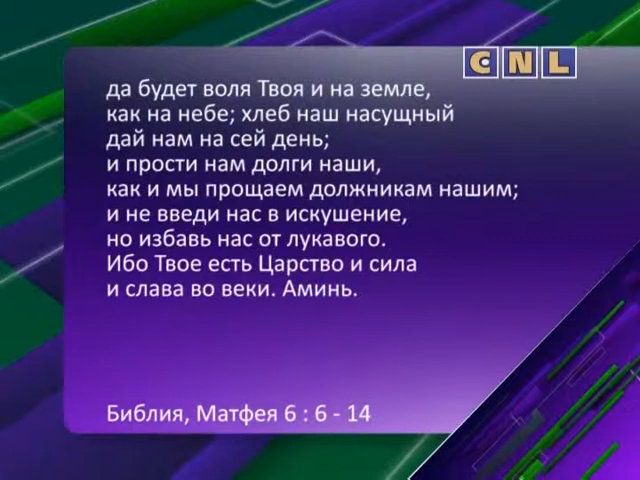 CNL
да будет воля Твоя и на земле,
как на небе; хлеб наш насущный
дай нам на сей день;
и прости нам долги наши,
как и мы прощаем должникам нашим;
и не введи нас в искушение,
но избавь нас от лукавого.
Ибо Твое есть Царство и сила
и слава во веки. Аминь.
Библия, Матфея 6 : 6 - 14